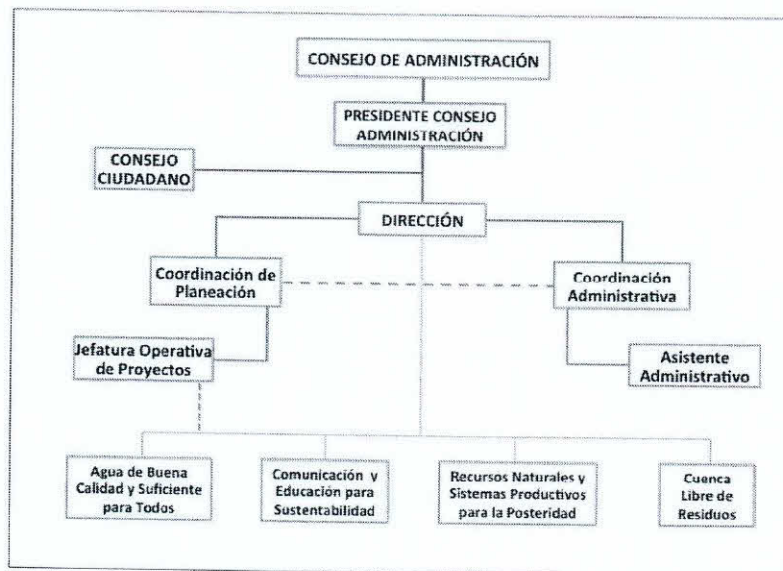 CONSEJO DE ADMINISTRACIÓN
PRESIDENTE CONSEJO
ADMINISTRACIÓN
CONSEJO
CIUDADANO
DIRECCIÓN
Coordinación de
Planeación
Coordinación
Administrativa
Jefatura Operativa
de Proyectos
Asistente
Administrativo
Agua de Buena
Calidad y Suficiente
para Todos
Comunicación y
Educación para
Sustentabilidad
Recursos Naturales y
Sistemas Productivos
para la Posteridad
Cuenca
Libre de
Residuos